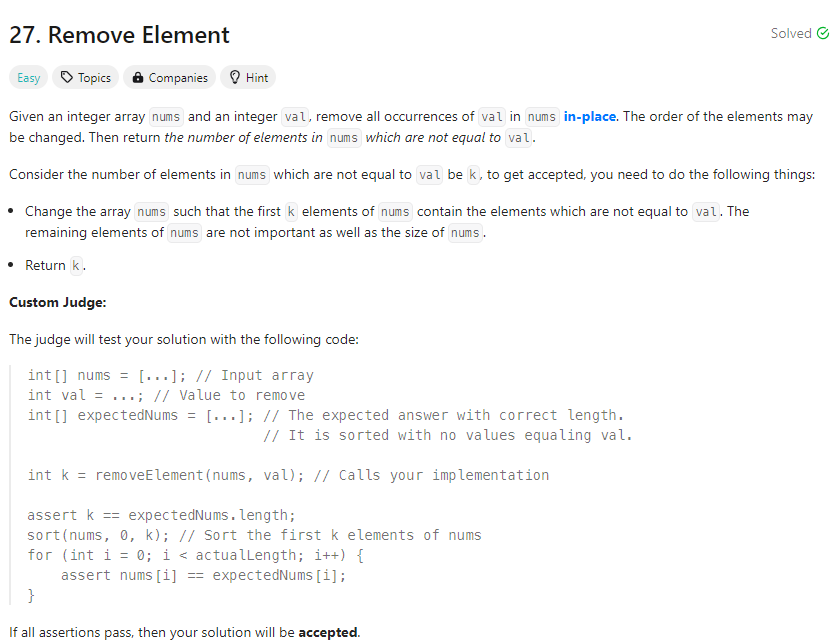 27. Remove Element
Solved
Easy Topics Companies Hint
Given an integer array nums and an integer val, remove all occurrences of val in nums in-place. The order of the elements may
be changed. Then return the number of elements in nums which are not equal to val.
Consider the number of elements in nums which are not equal to val be k, to get accepted, you need to do the following things:
• Change the array nums such that the first k elements of nums contain the elements which are not equal to val. The
remaining elements of nums are not important as well as the size of nums.
• Return k.
Custom Judge:
The judge will test your solution with the following code:
int[] nums = [...]; // Input array
int val = ...; // Value to remove
int[] expectedNums = [...]; // The expected answer with correct length.
// It is sorted with no values equaling val.
int k = removeElement(nums, val); // Calls your implementation
assert k == expectedNums.length;
sort(nums, 0, k); // Sort the first k elements of nums
for (int i = 0; i < actualLength; i++) {
assert nums[i] == expectedNums[i];
}
If all assertions pass, then your solution will be accepted.